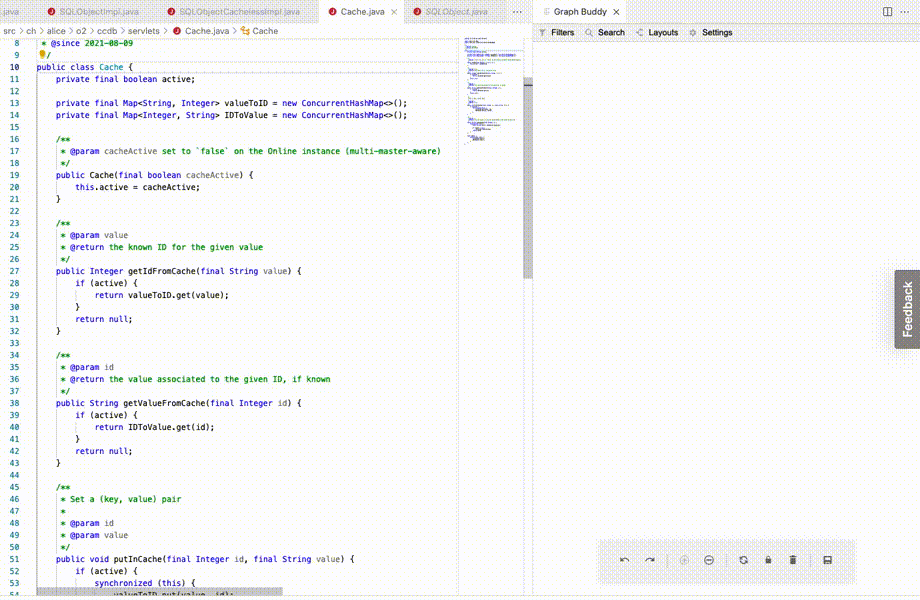 .java SQLObjectImpl.java SQLObjectCachelessImpl.java Cache.java SQLObject.java Graph Buddy
src > ch > alice > o2 > ccdb > servlets > Cache.java > Cache
Filters Search Layouts Settings
8 * @since 2021-08-09
9 */
10 public class Cache {
11 private final boolean active;
12
13 private final Map<String, Integer> valueToID = new ConcurrentHashMap<>();
14 private final Map<Integer, String> IDToValue = new ConcurrentHashMap<>();
15
16 /**
17 * @param cacheActive set to `false` on the Online instance (multi-master-aware)
18 */
19 public Cache(final boolean cacheActive) {
20 this.active = cacheActive;
21 }
22
23 /**
24 * @param value
25 * @return the known ID for the given value
26 */
27 public Integer getIdFromCache(final String value) {
28 if (active) {
29 return valueToID.get(value);
30 }
31 return null;
32 }
33
34 /**
35 * @param id
36 * @return the value associated to the given ID, if known
37 */
38 public String getValueFromCache(final Integer id) {
39 if (active) {
40 return IDToValue.get(id);
41 }
42 return null;
43 }
44
45 /**
46 * Set a (key, value) pair
47 *
48 * @param id
49 * @param value
50 */
51 public void putInCache(final Integer id, final String value) {
52 if (active) {
53 synchronized (this) {
54 valueToID.put(value, id);
Feedback